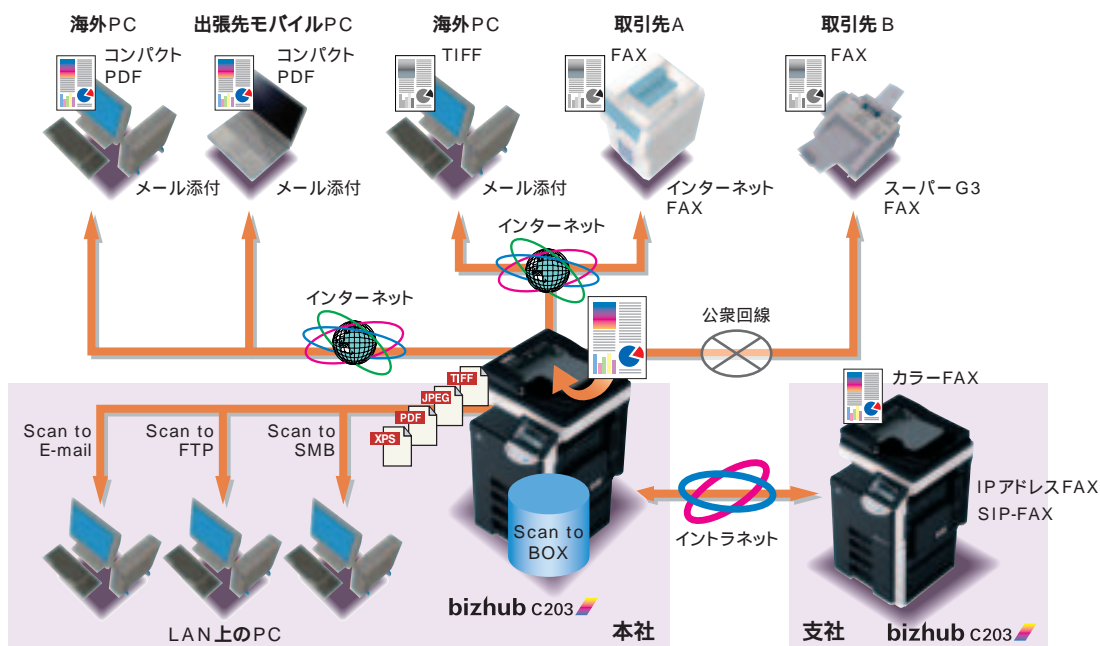 海外PC
出張先モバイルPC
海外PC
取引先A
取引先B
コンパクト
PDF
コンパクト
PDF
TIFF
FAX
FAX
メール添付
メール添付
メール添付
インターネット
FAX
スーパーG3
FAX
インターネット
インターネット
公衆回線
TIFF
JPEG
PDF
XPS
カラーFAX
Scan to
E-mail
Scan to
FTP
Scan to
SMB
Scan to
BOX
イントラネット
IPアドレスFAX
SIP-FAX
bizhub C203
LAN上のPC
本社
支社
bizhub C203